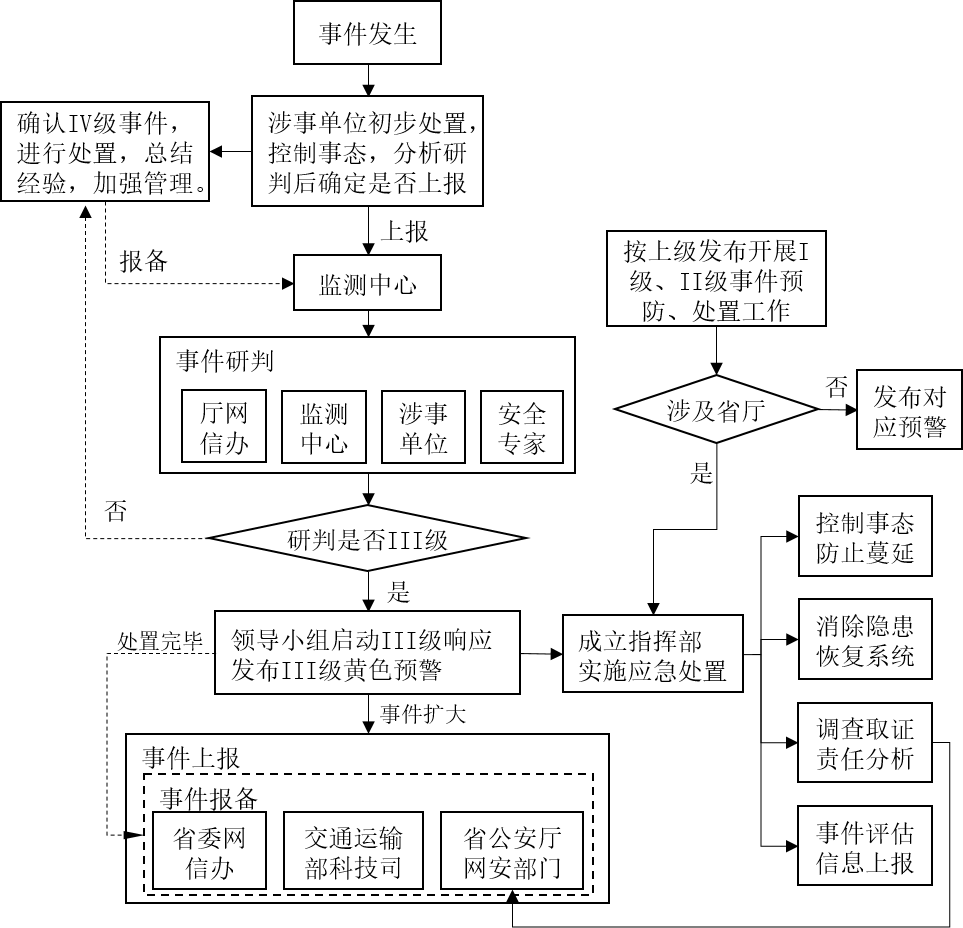 事件发生
确认IV级事件，
进行处置，总结
经验，加强管理。
涉事单位初步处置，
控制事态，分析研
判后确定是否上报
上报
报备
监测中心
事件研判
厅网
信办
监测
中心
涉事
单位
安全
专家
否
研判是否III级
是
处置完毕
领导小组启动III级响应
发布III级黄色预警
事件扩大
事件上报
事件报备
省委网
信办
交通运输
部科技司
省公安厅
网安部门
按上级发布开展I
级、II级事件预
防、处置工作
涉及省厅
否
发布对
应预警
是
成立指挥部
实施应急处置
控制事态
防止蔓延
消除隐患
恢复系统
调查取证
责任分析
事件评估
信息上报